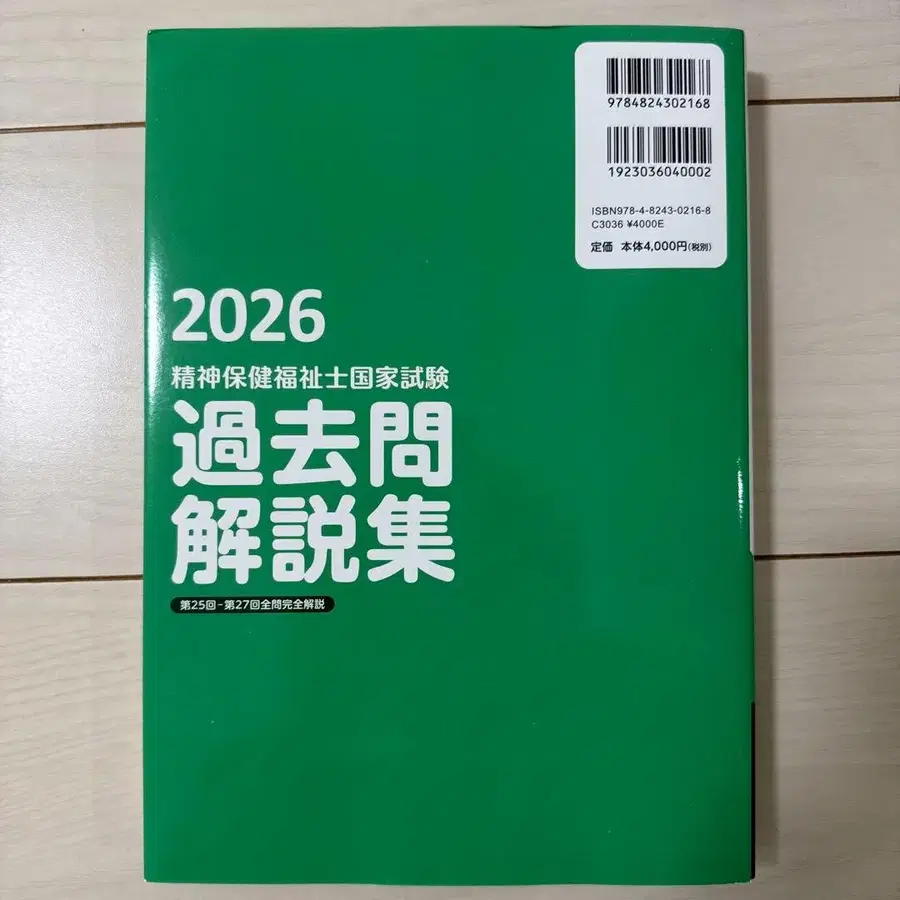 9784824302168
1923036040002
ISBN978-4-8243-0216-8
C3036 ¥4000E
定価 本体4,000円(税別)
2026
精神保健福祉士国家試験
過去問
解説集
第25回-第27回全問完全解説